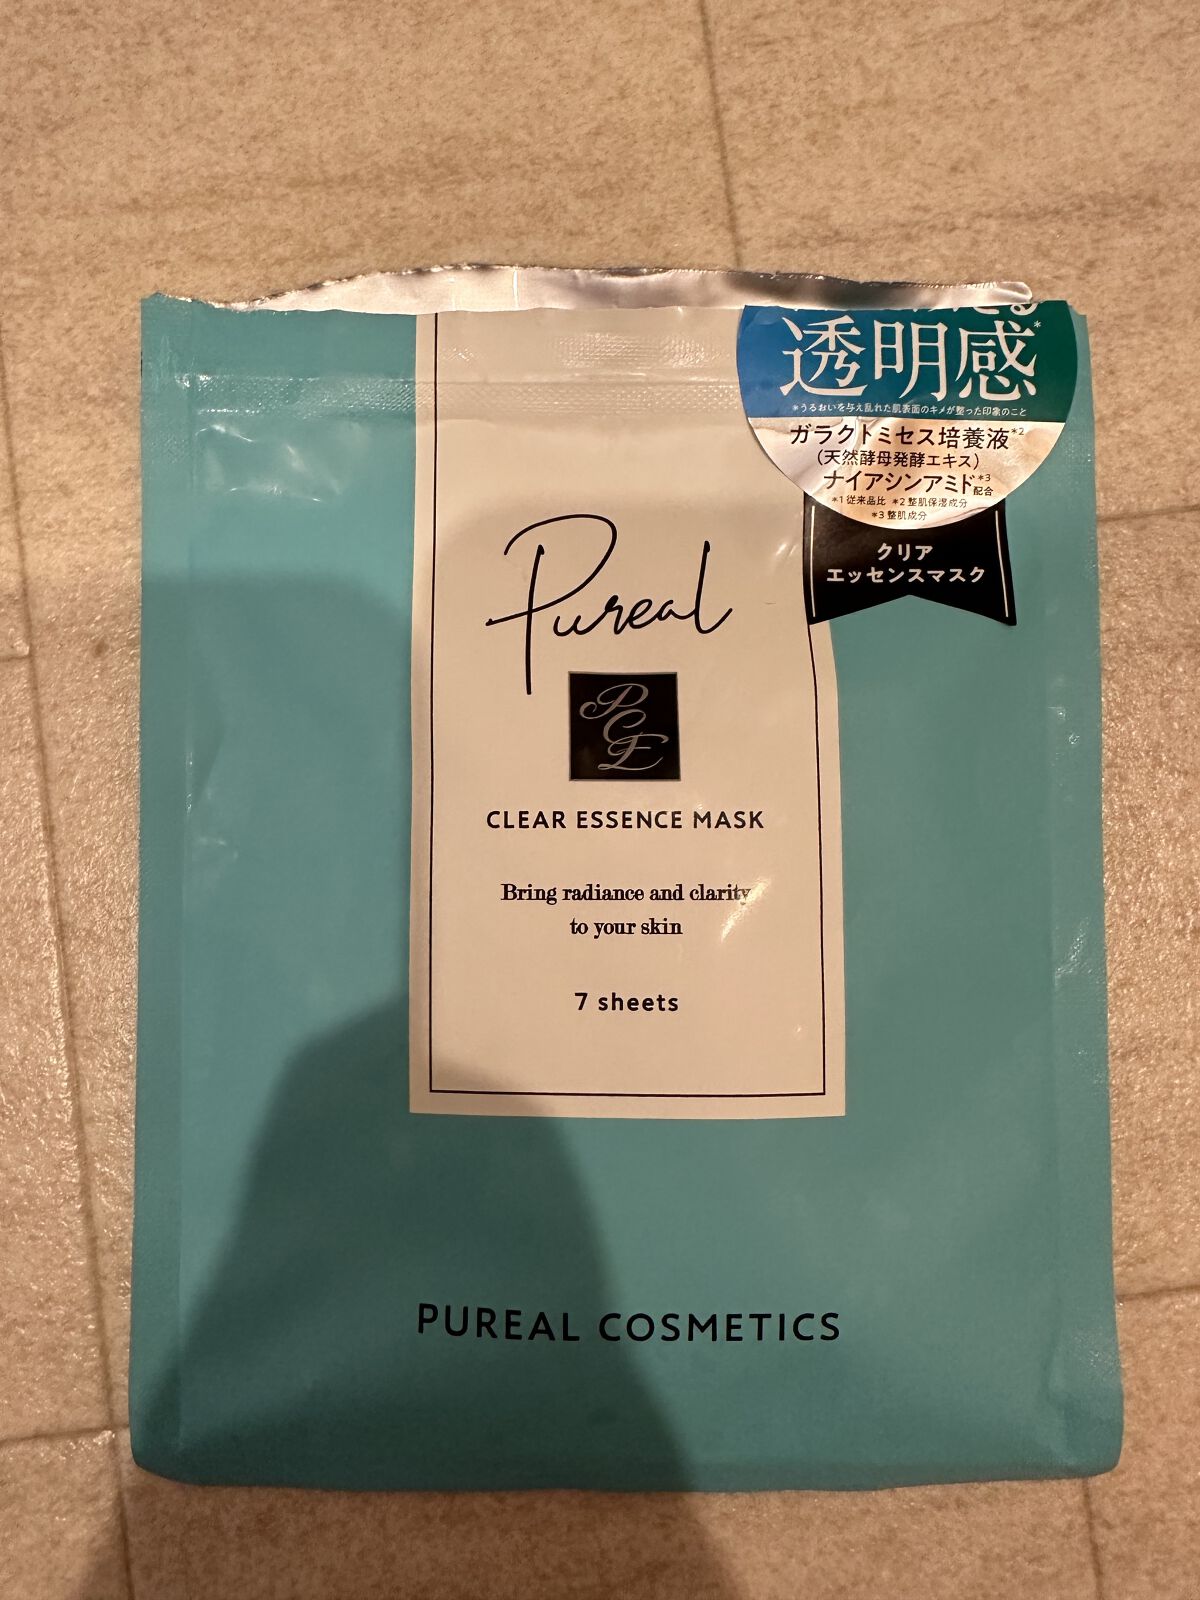 透明感*
*うるおいを与え乱れた肌表面のキメが整った印象のこと
ガラクトミセス培養液*2
(天然酵母発酵エキス)
ナイアシンアミド*3配合
*1 従来品比 *2 整肌保湿成分
*3 整肌成分
クリア
エッセンスマスク
Pureal
PCE
CLEAR ESSENCE MASK
Bring radiance and clarity
to your skin
7 sheets
PUREAL COSMETICS